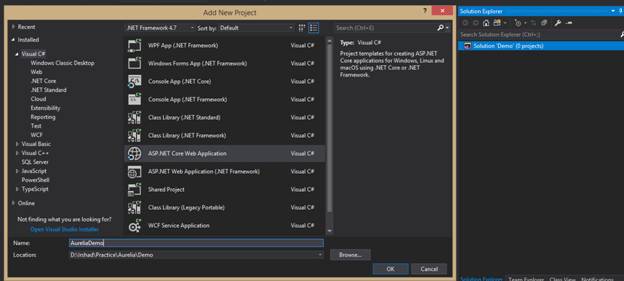 Add New Project
? ×
Recent
.NET Framework 4.7
Sort by: Default
Search (Ctrl+E)
Installed
Visual C#
Windows Classic Desktop
Web
.NET Core
.NET Standard
Cloud
Extensibility
Reporting
Test
WCF
Visual Basic
Visual C++
SQL Server
JavaScript
PowerShell
TypeScript
Online
Not finding what you are looking for?
Open Visual Studio Installer
WPF App (.NET Framework) Visual C#
Windows Forms App (.NET Framework) Visual C#
Console App (.NET Core) Visual C#
Console App (.NET Framework) Visual C#
Class Library (.NET Standard) Visual C#
Class Library (.NET Framework) Visual C#
ASP.NET Core Web Application Visual C#
ASP.NET Web Application (.NET Framework) Visual C#
Shared Project Visual C#
Class Library (Legacy Portable) Visual C#
WCF Service Application Visual C#
Type: Visual C#
Project templates for creating ASP.NET
Core applications for Windows, Linux and
macOS using .NET Core or .NET
Framework.
Name: AureliaDemo
Location: D:\Irshad\Practice\Aurelia\Demo
Browse...
OK Cancel
Solution Explorer
Search Solution Explorer (Ctrl+;)
Solution 'Demo' (0 projects)
Solution Explorer Team Explorer Class View Notifications